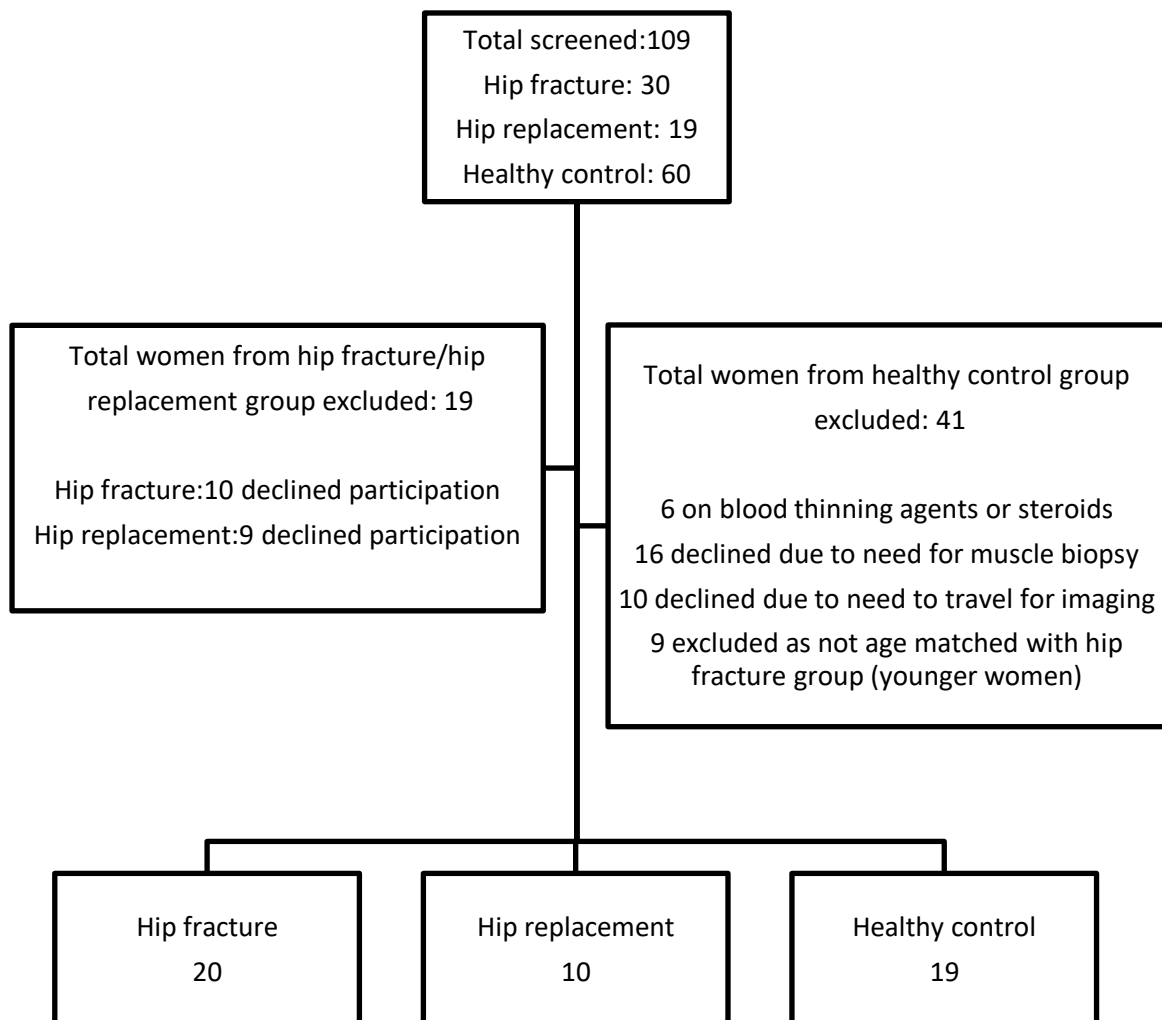 Total screened:109
Hip fracture: 30
Hip replacement: 19
Healthy control: 60
Total women from hip fracture/hip
replacement group excluded: 19
Hip fracture:10 declined participation
Hip replacement:9 declined participation
Total women from healthy control group
excluded: 41
6 on blood thinning agents or steroids
16 declined due to need for muscle biopsy
10 declined due to need to travel for imaging
9 excluded as not age matched with hip
fracture group (younger women)
Hip fracture
20
Hip replacement
10
Healthy control
19